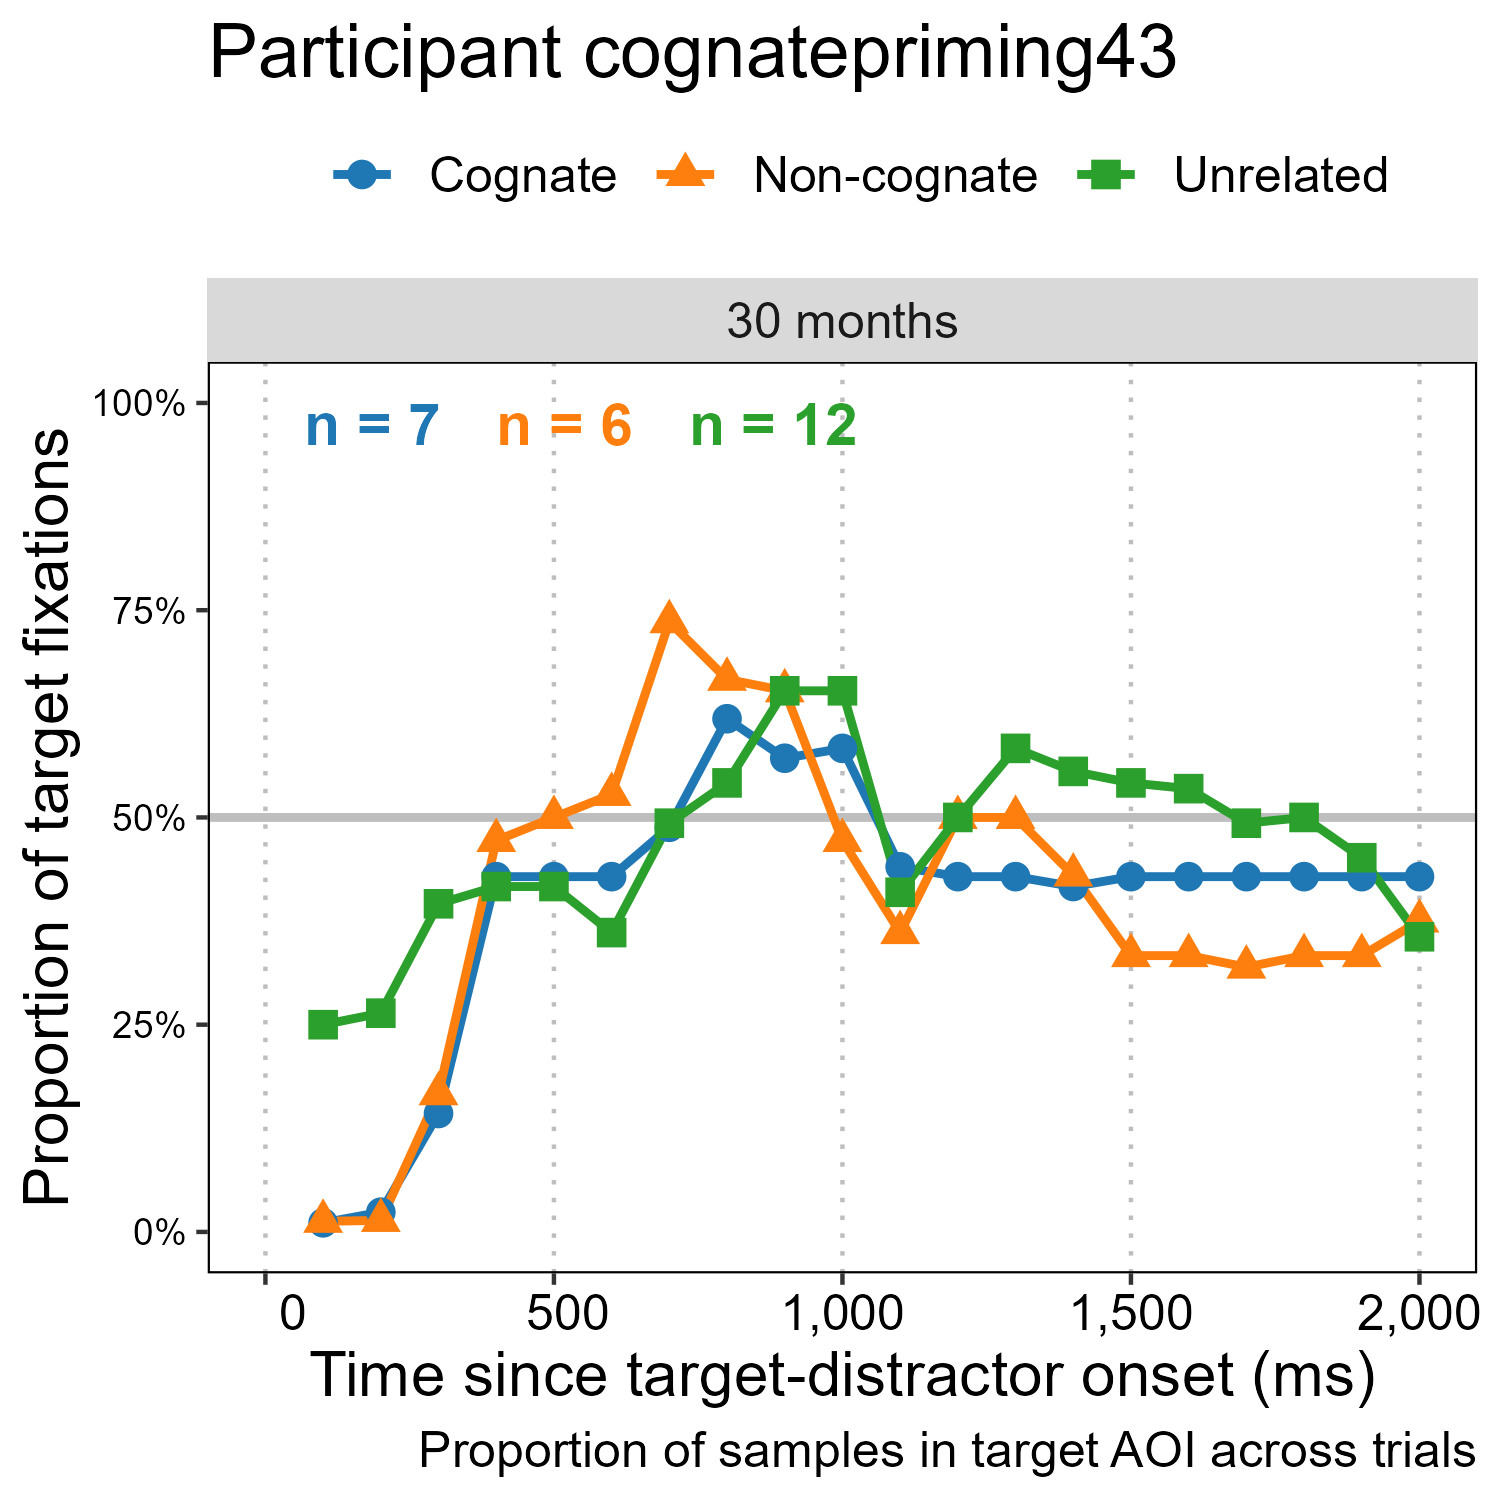 Participant cognatepriming43
Cognate Non-cognate Unrelated
30 months
n = 7 n = 6 n = 12
100%
75%
50%
25%
0%
Proportion of target fixations
0 500 1,000 1,500 2,000
Time since target-distractor onset (ms)
Proportion of samples in target AOI across trials